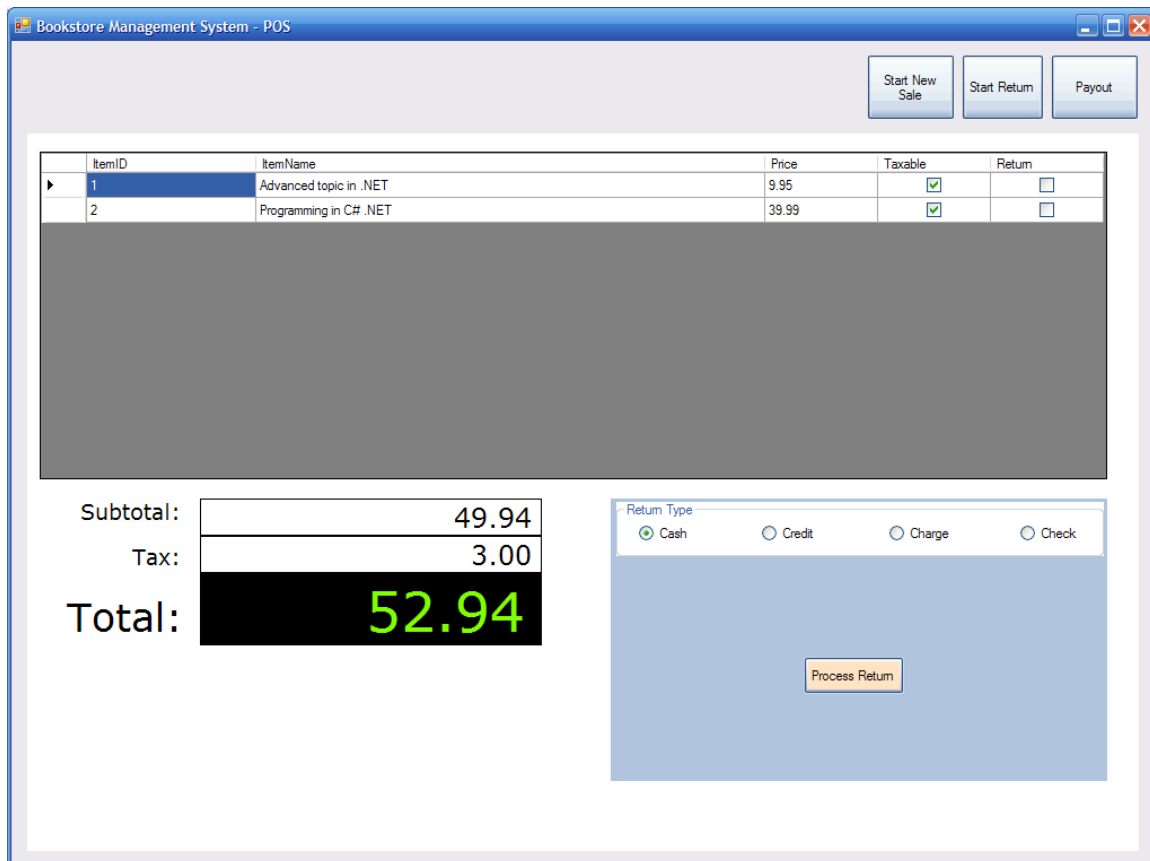 Bookstore Management System - POS
Start New
Sale
Start Return
Payout
ItemID ItemName Price Taxable Return
1 Advanced topic in .NET 9.95
2 Programming in C# .NET 39.99
Subtotal: 49.94
Tax: 3.00
Total: 52.94
Return Type
Cash Credit Charge Check
Process Return